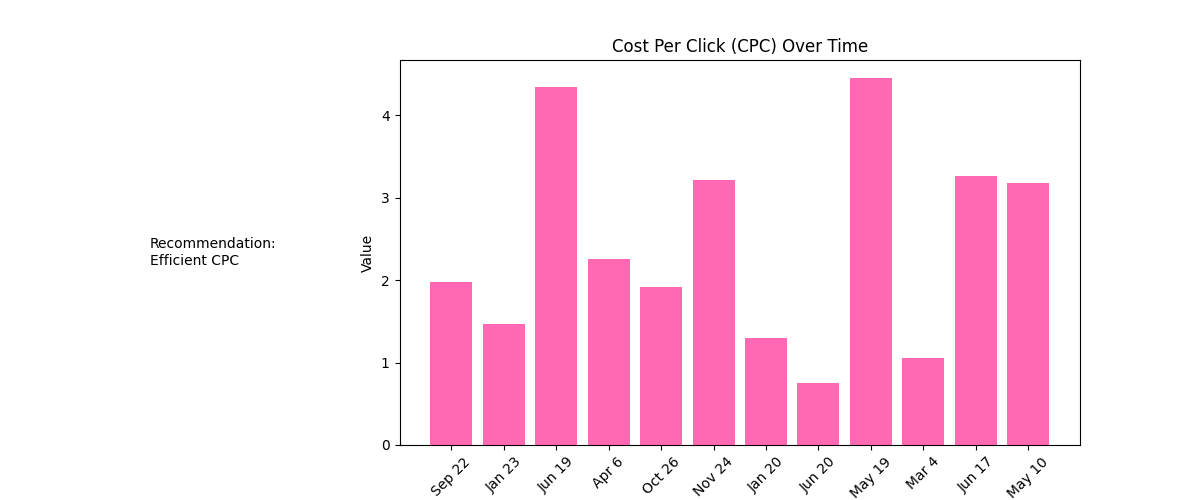 Cost Per Click (CPC) Over Time
Recommendation:
Efficient CPC
Value
4
3
2
1
0
Sep 22
Jan 23
Jun 19
Apr 6
Oct 26
Nov 24
Jan 20
Jun 20
May 19
Mar 4
Jun 17
May 10